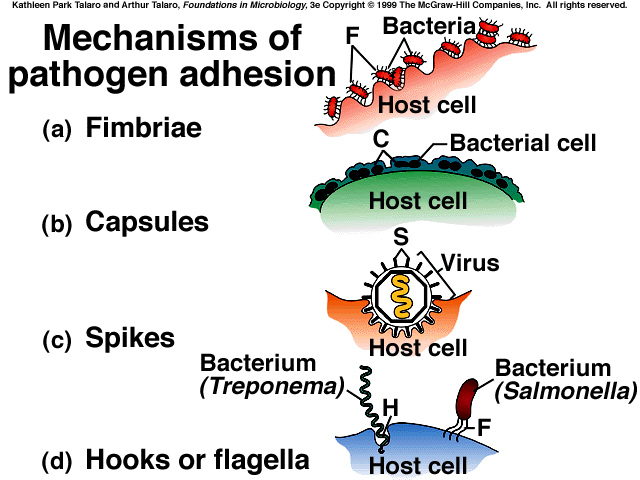 Kathleen Park Talaro and Arthur Talaro, Foundations in Microbiology, 3e Copyright © 1999 The McGraw-Hill Companies, Inc. All rights reserved.
Mechanisms of
pathogen adhesion
F
Bacteria
Host cell
(a) Fimbriae
C
Bacterial cell
Host cell
(b) Capsules
S
Virus
Host cell
(c) Spikes
Bacterium
(Treponema)
H
Bacterium
(Salmonella)
F
Host cell
(d) Hooks or flagella